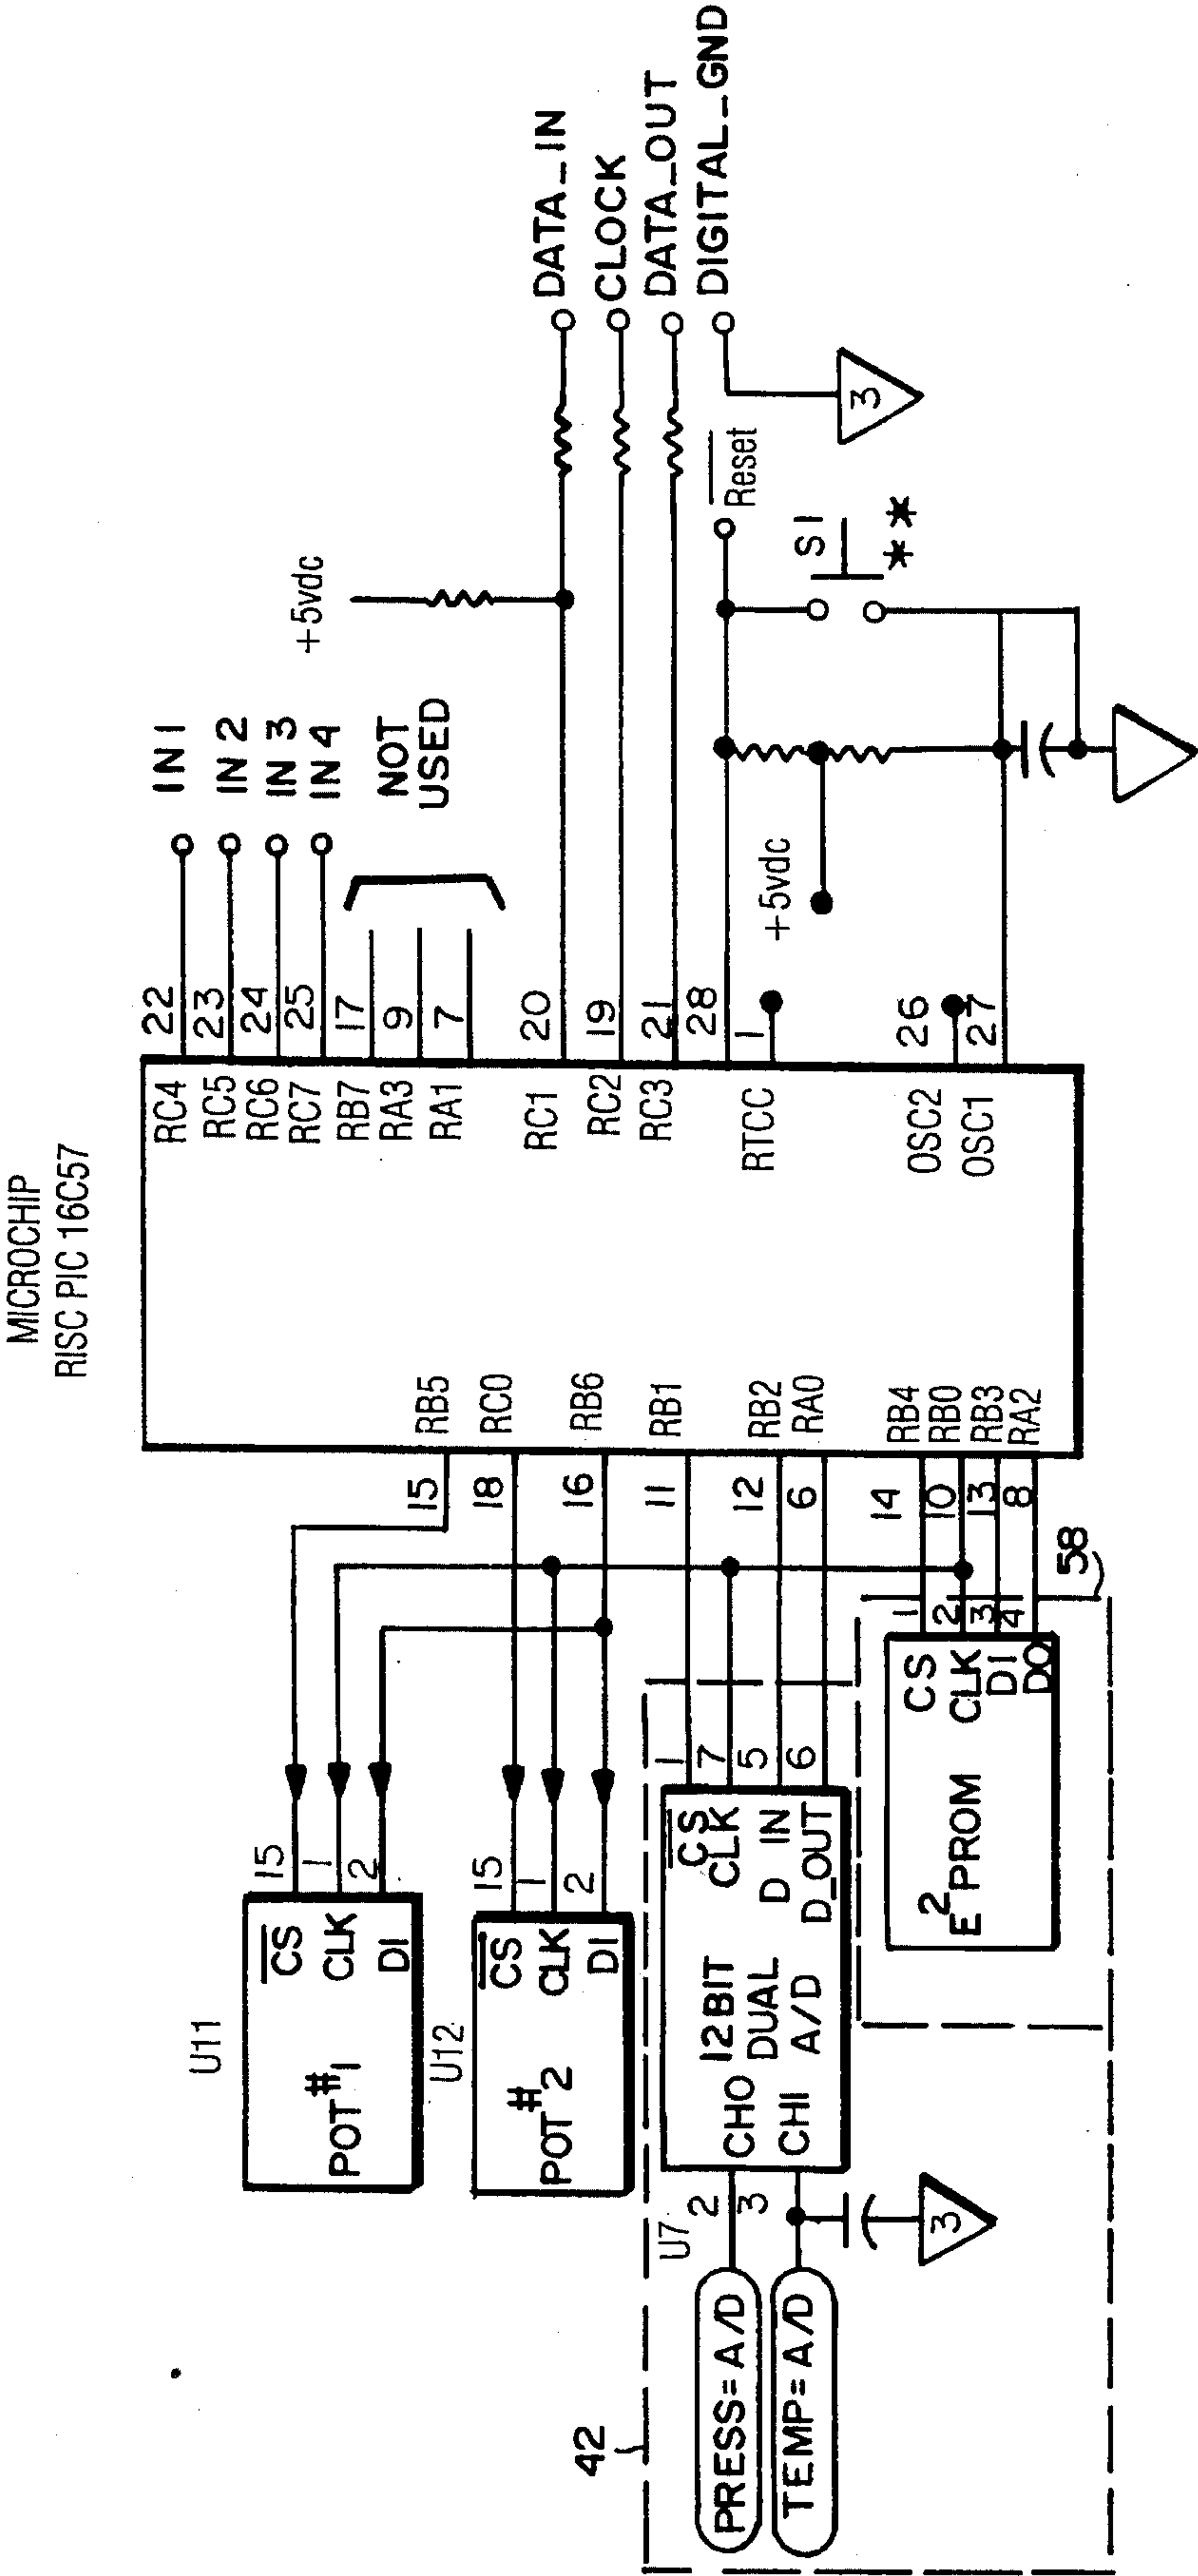 MICROCHIP
RISC PIC 16C57
RC4
RC5
RC6
RC7
RB7
RA3
RA1
RC1
RC2
RC3
RTCC
OSC2
OSC1
22
23
24
25
17
9
7
20
19
21
28
1
26
27
IN 1
IN 2
IN 3
IN 4
NOT
USED
+5vdc
DATA_IN
CLOCK
DATA_OUT
DIGITAL_GND
3
Reset
S1
**
+5vdc
RB5
RC0
RB6
RB1
RB2
RA0
RB4
RB0
RB3
RA2
15
18
16
11
12
6
14
10
13
8
U11
POT #1
CS
CLK
DI
15
1
2
U12
POT #2
CS
CLK
DI
15
1
2
42
U7
12BIT
DUAL
A/D
CHO
CHI
2
3
CS
CLK
D IN
D_OUT
1
7
5
6
PRESS=A/D
TEMP=A/D
3
58
E2PROM
CS
CLK
DI
DO
1
2
3
4